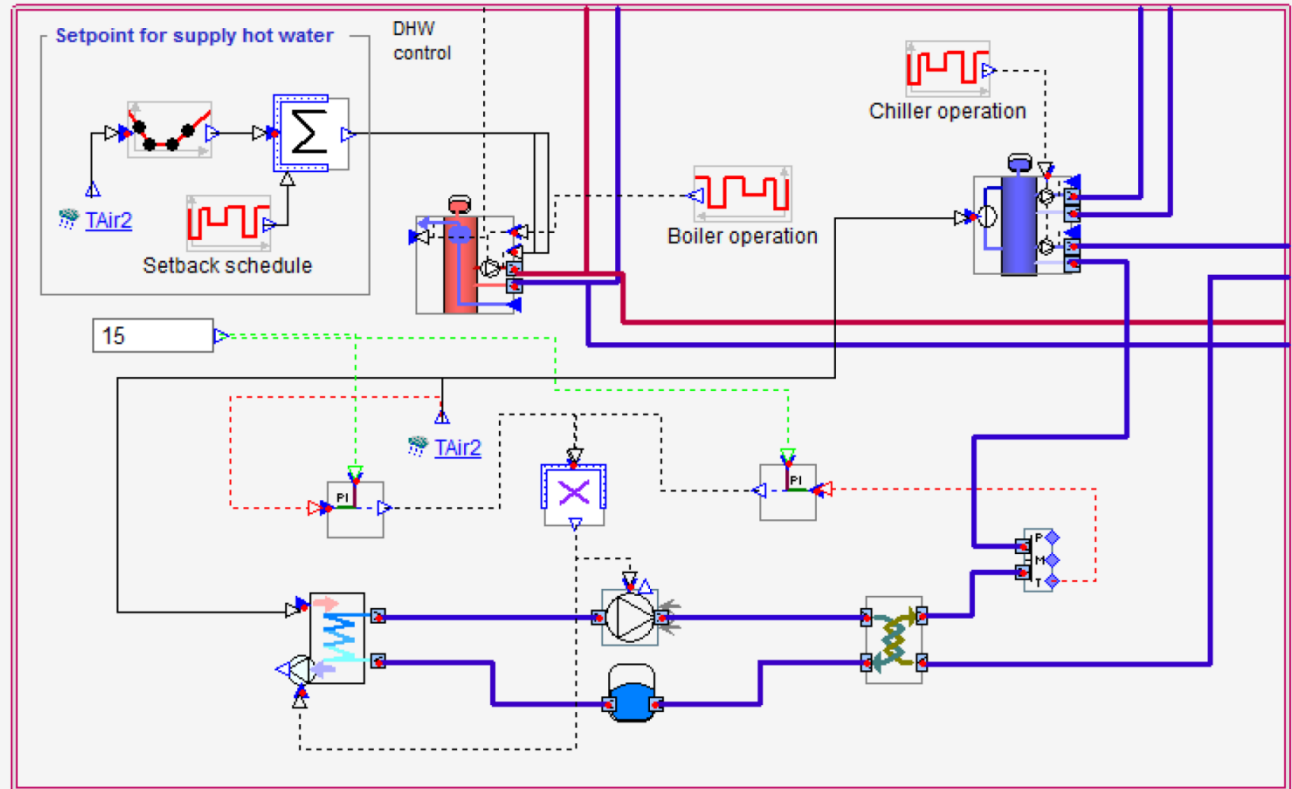 Setpoint for supply hot water
DHW
control
Chiller operation
TAir2
Setback schedule
Boiler operation
15
TAir2
PI
PI
P
M
T